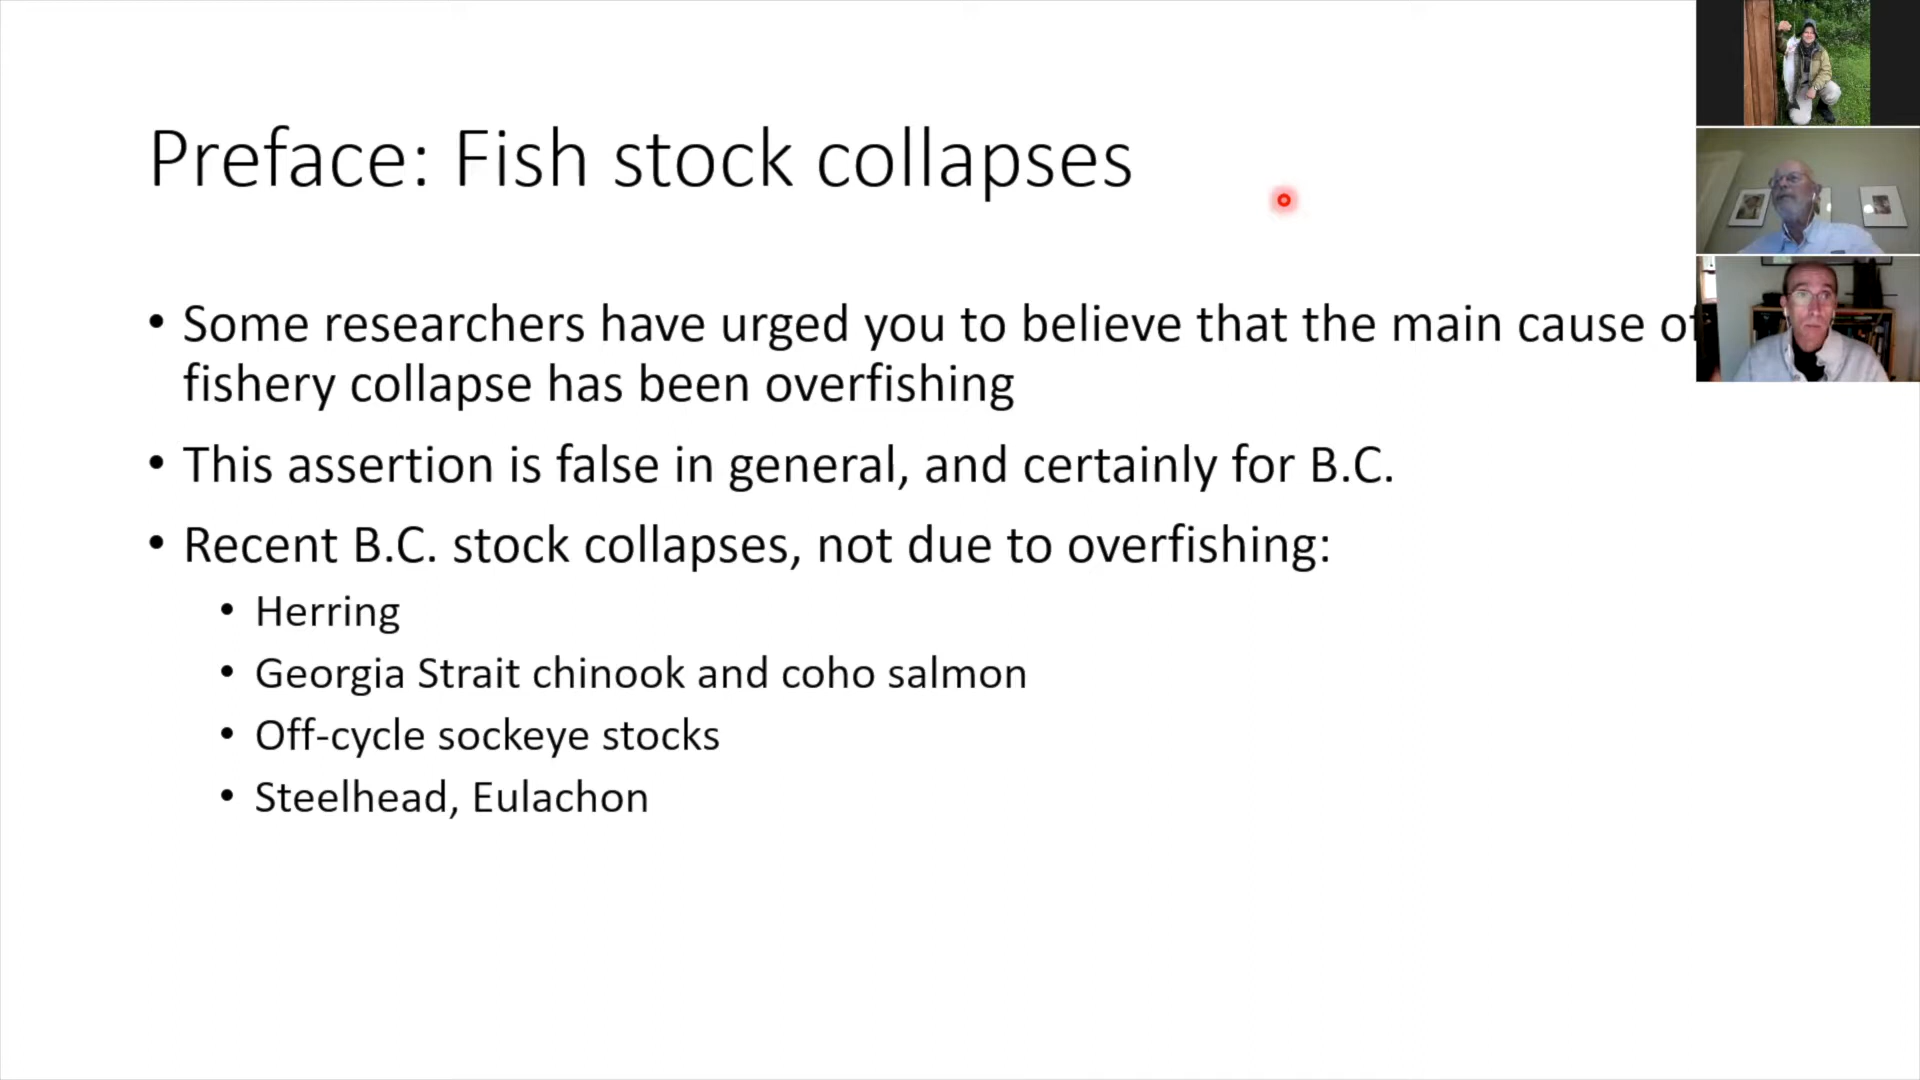 Preface: Fish stock collapses
• Some researchers have urged you to believe that the main cause of
fishery collapse has been overfishing
• This assertion is false in general, and certainly for B.C.
• Recent B.C. stock collapses, not due to overfishing:
• Herring
• Georgia Strait chinook and coho salmon
• Off-cycle sockeye stocks
• Steelhead, Eulachon